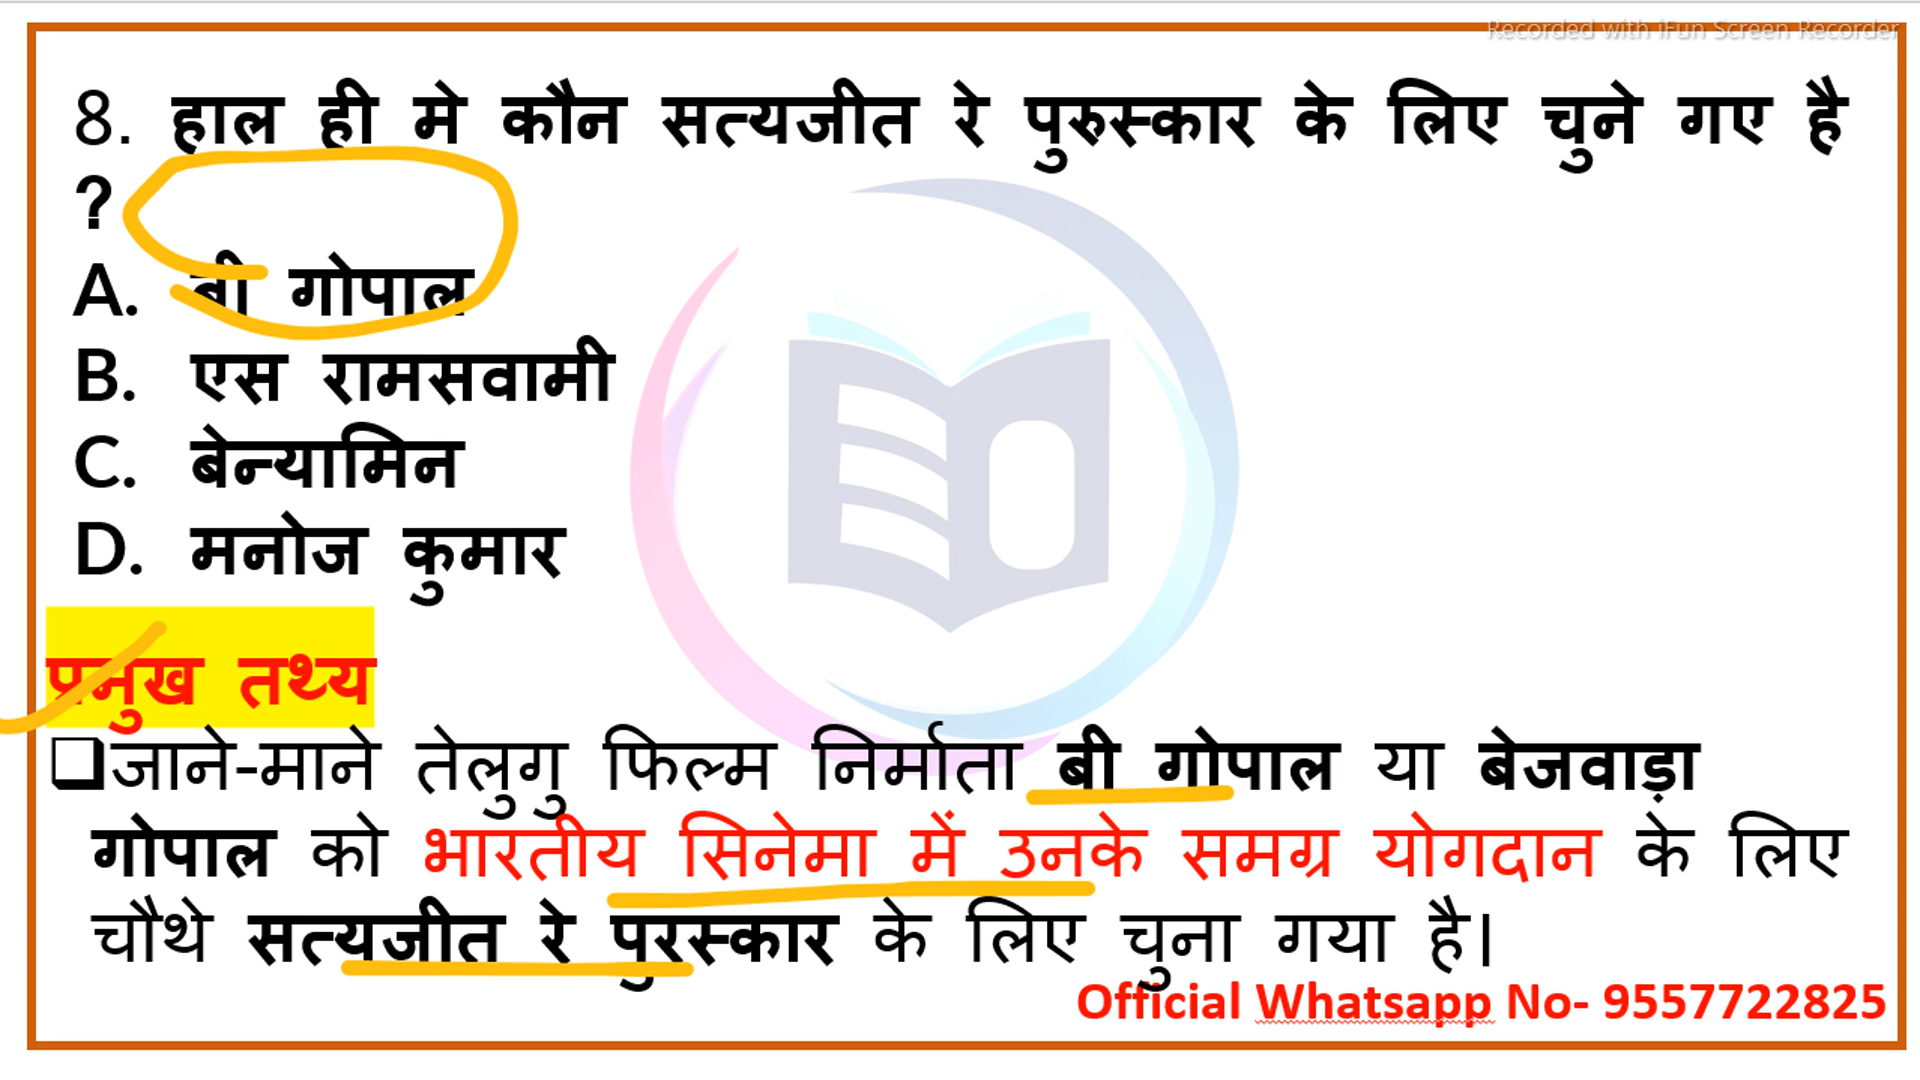 Recorded with iFun Screen Recorder
8. हाल ही मे कौन सत्यजीत रे पुरुस्कार के लिए चुने गए है
?
A. बी गोपाल
B. एस रामसवामी
C. बेन्यामिन
D. मनोज कुमार
प्रमुख तथ्य
❑जाने-माने तेलुगु फिल्म निर्माता बी गोपाल या बेजवाड़ा
गोपाल को भारतीय सिनेमा में उनके समग्र योगदान के लिए
चौथे सत्यजीत रे पुरस्कार के लिए चुना गया है।
Official Whatsapp No- 9557722825